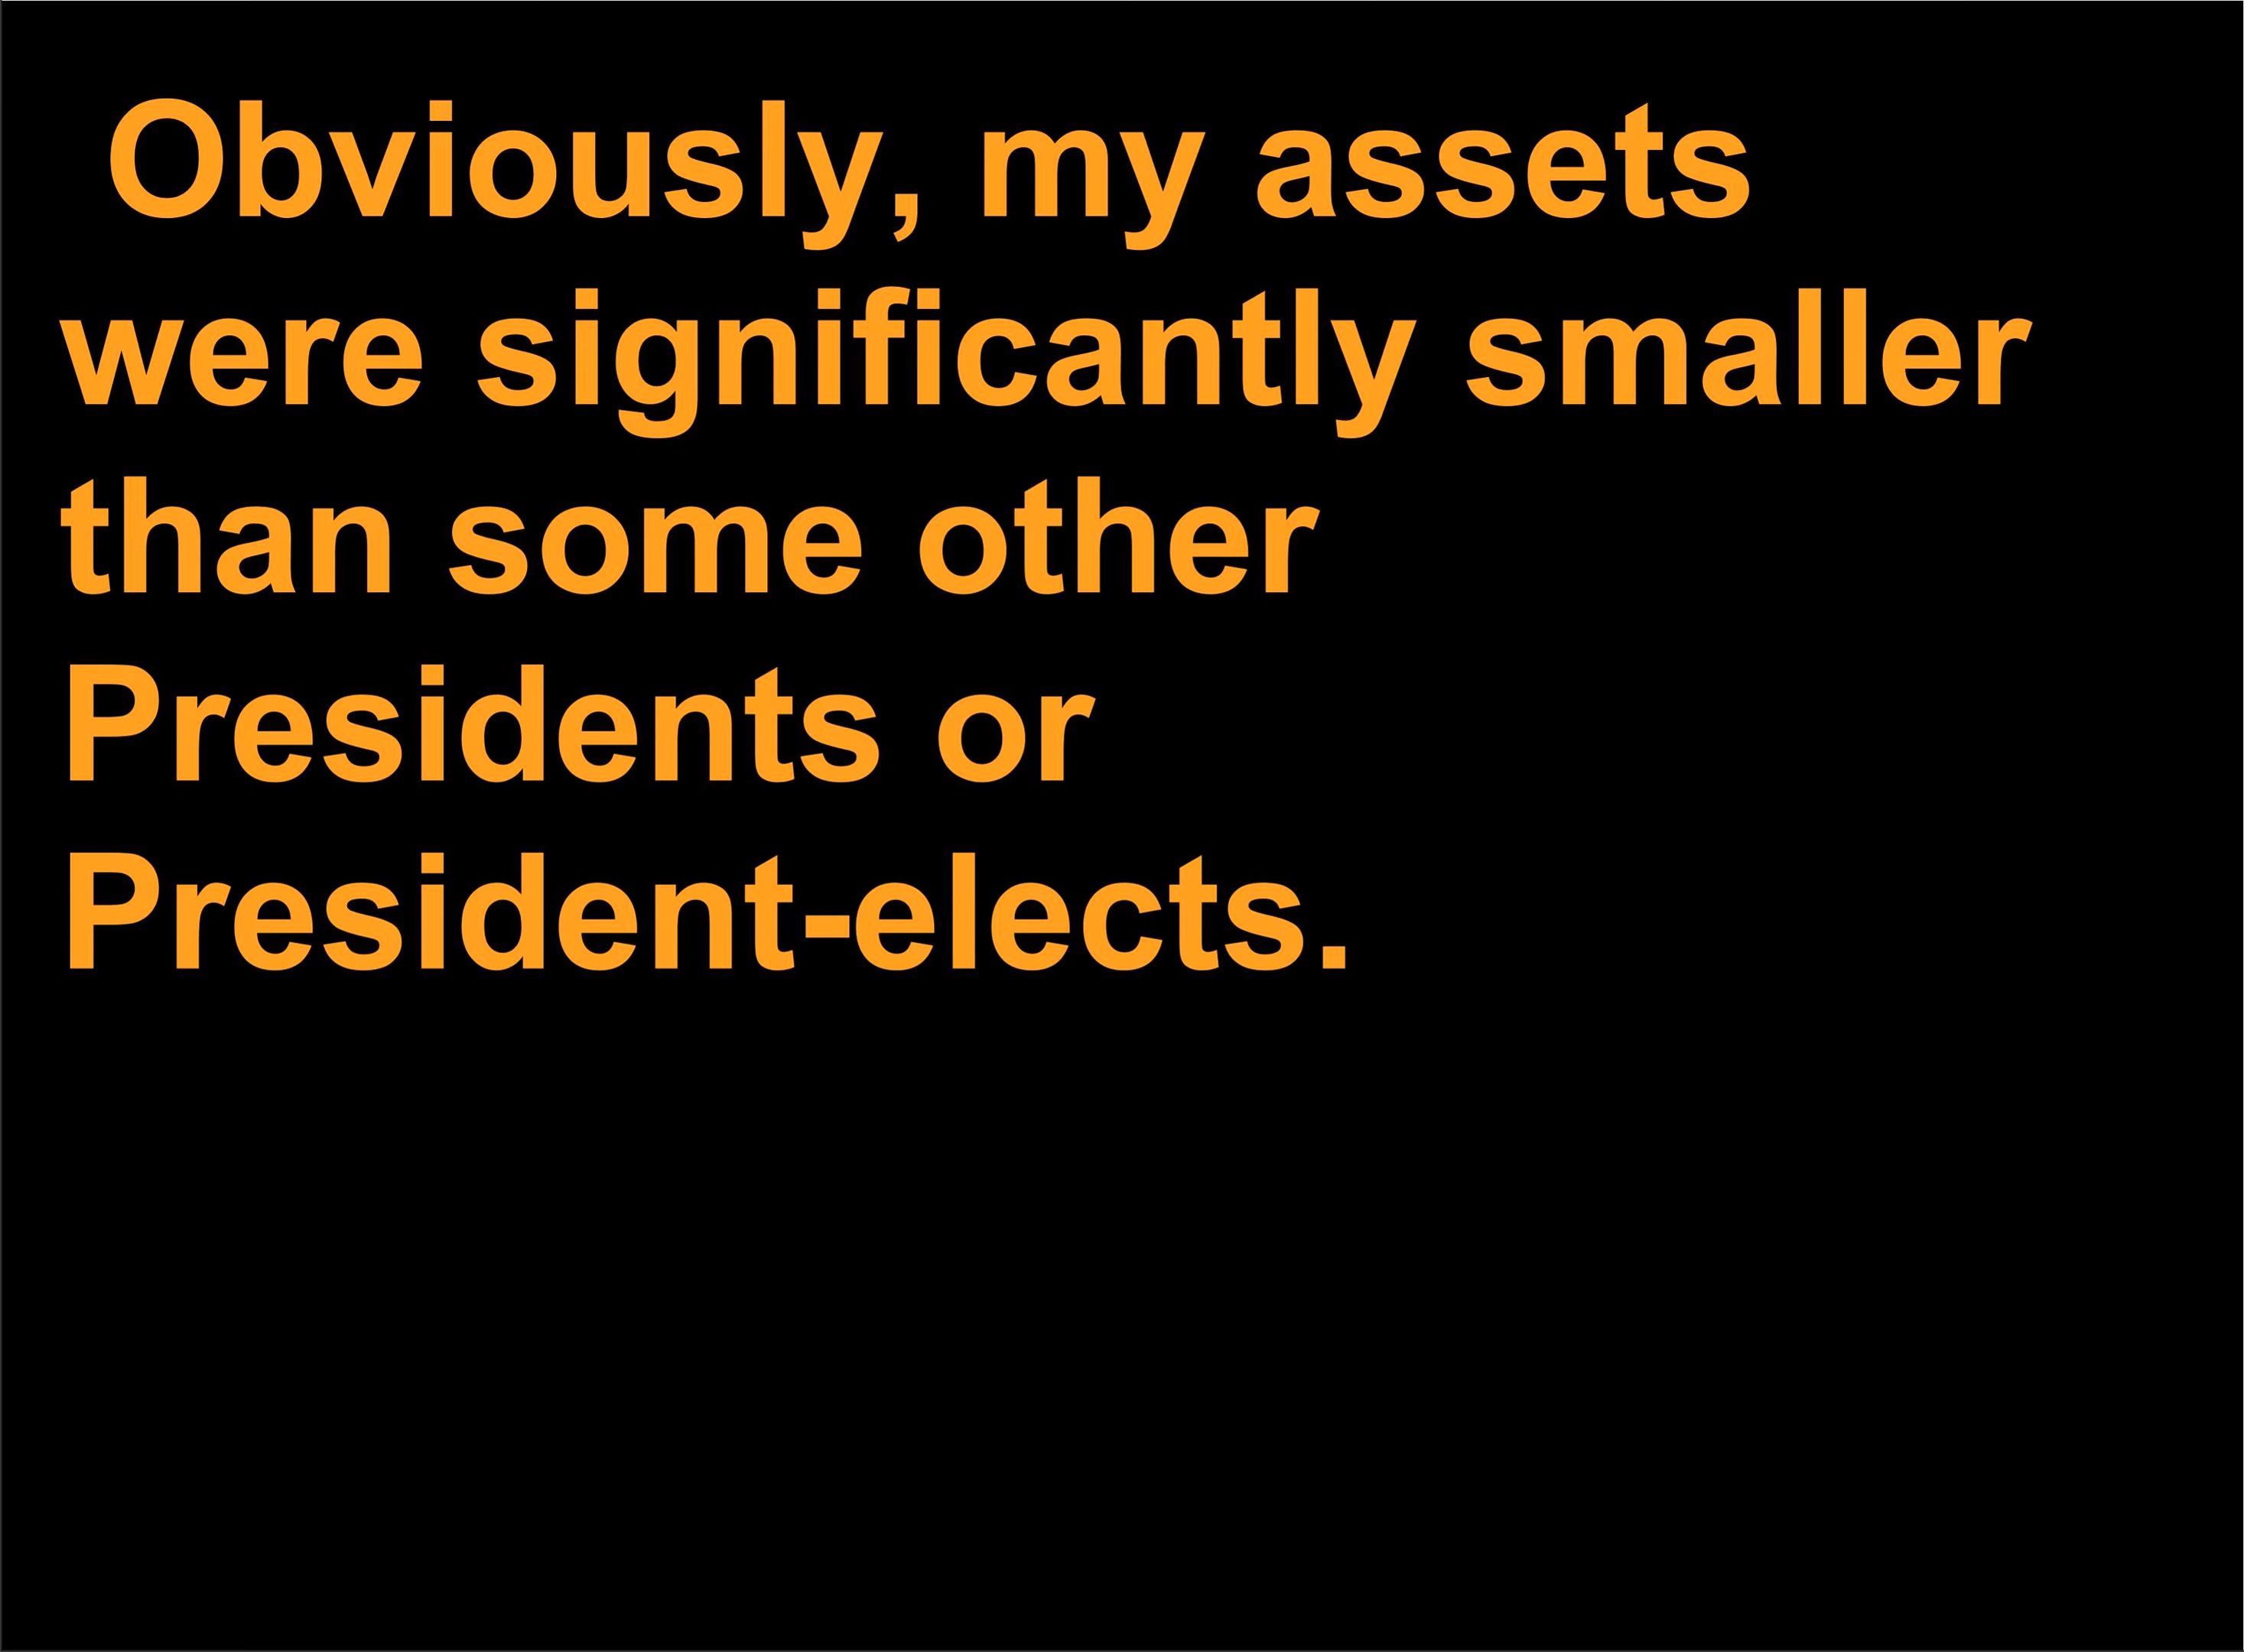 Obviously, my assets
were significantly smaller
than some other
Presidents or
President-elects.